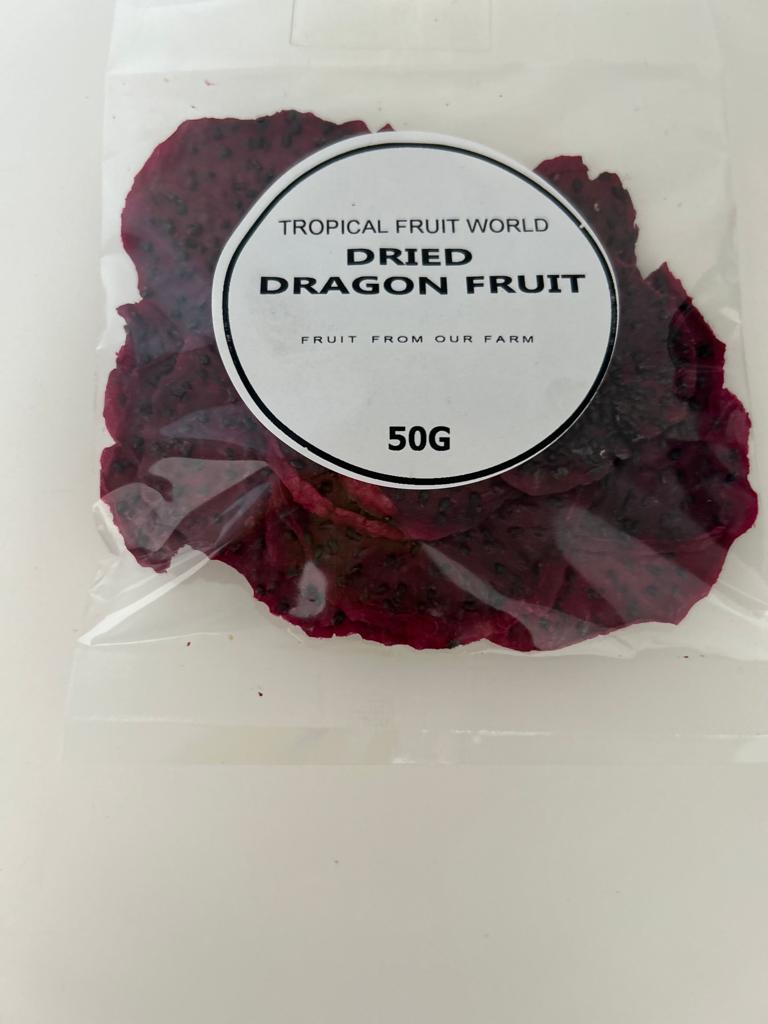 TROPICAL FRUIT WORLD
DRIED
DRAGON FRUIT
FRUIT FROM OUR FARM
50G